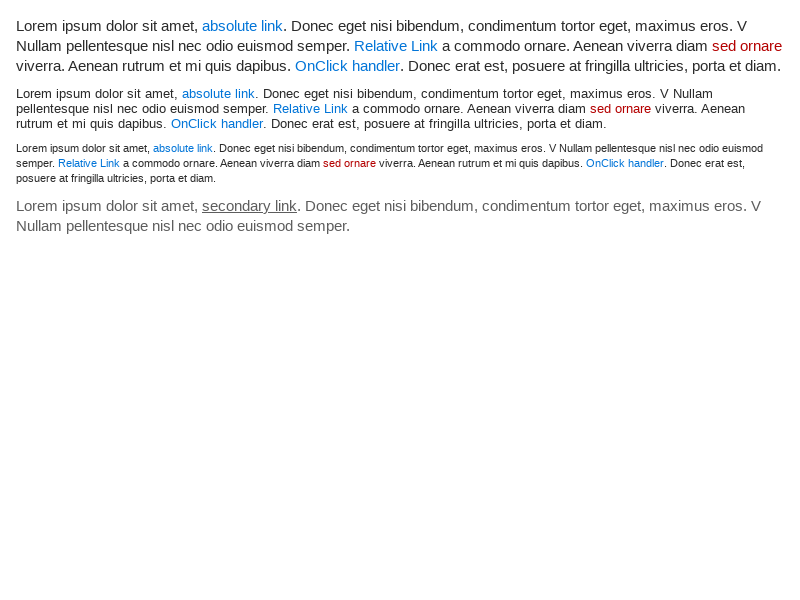 Lorem ipsum dolor sit amet, absolute link. Donec eget nisi bibendum, condimentum tortor eget, maximus eros. V
Nullam pellentesque nisl nec odio euismod semper. Relative Link a commodo ornare. Aenean viverra diam sed ornare
viverra. Aenean rutrum et mi quis dapibus. OnClick handler. Donec erat est, posuere at fringilla ultricies, porta et diam.
Lorem ipsum dolor sit amet, absolute link. Donec eget nisi bibendum, condimentum tortor eget, maximus eros. V Nullam
pellentesque nisl nec odio euismod semper. Relative Link a commodo ornare. Aenean viverra diam sed ornare viverra. Aenean
rutrum et mi quis dapibus. OnClick handler. Donec erat est, posuere at fringilla ultricies, porta et diam.
Lorem ipsum dolor sit amet, absolute link. Donec eget nisi bibendum, condimentum tortor eget, maximus eros. V Nullam pellentesque nisl nec odio euismod
semper. Relative Link a commodo ornare. Aenean viverra diam sed ornare viverra. Aenean rutrum et mi quis dapibus. OnClick handler. Donec erat est,
posuere at fringilla ultricies, porta et diam.
Lorem ipsum dolor sit amet, secondary link. Donec eget nisi bibendum, condimentum tortor eget, maximus eros. V
Nullam pellentesque nisl nec odio euismod semper.